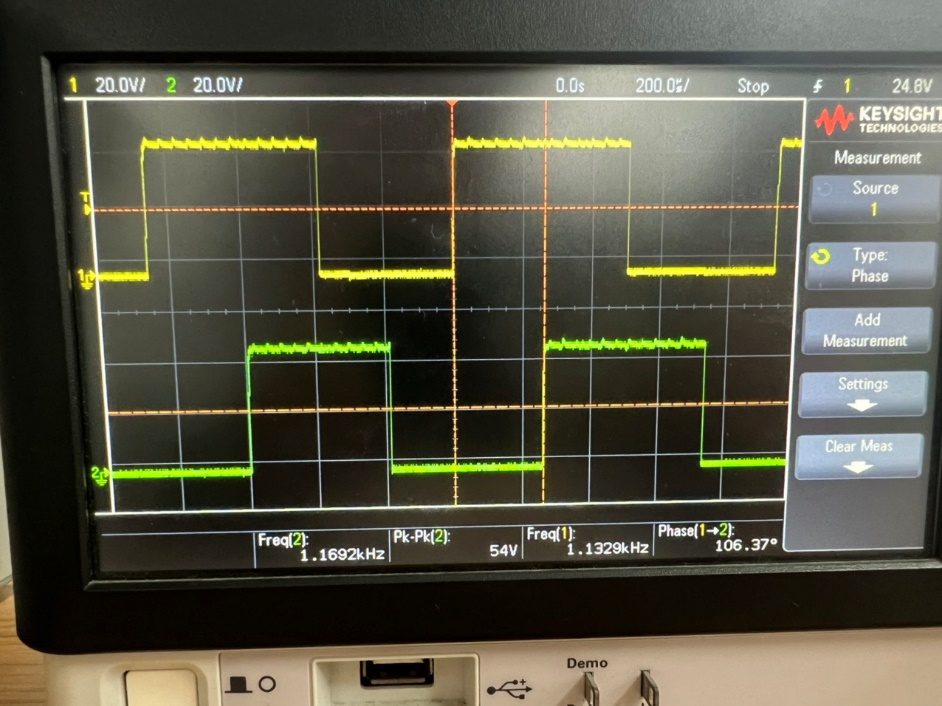 1 20.0V/ 2 20.0V/ 0.0s 200.0µ/ Stop 1 24.8V
KEYSIGHT
TECHNOLOGIES
Measurement
Source
1
Type:
Phase
Add
Measurement
Settings
Clear Meas
T
1
2
Freq(2):
1.1692kHz
Pk-Pk(2):
54V
Freq(1):
1.1329kHz
Phase(1→2):
106.37°
Demo